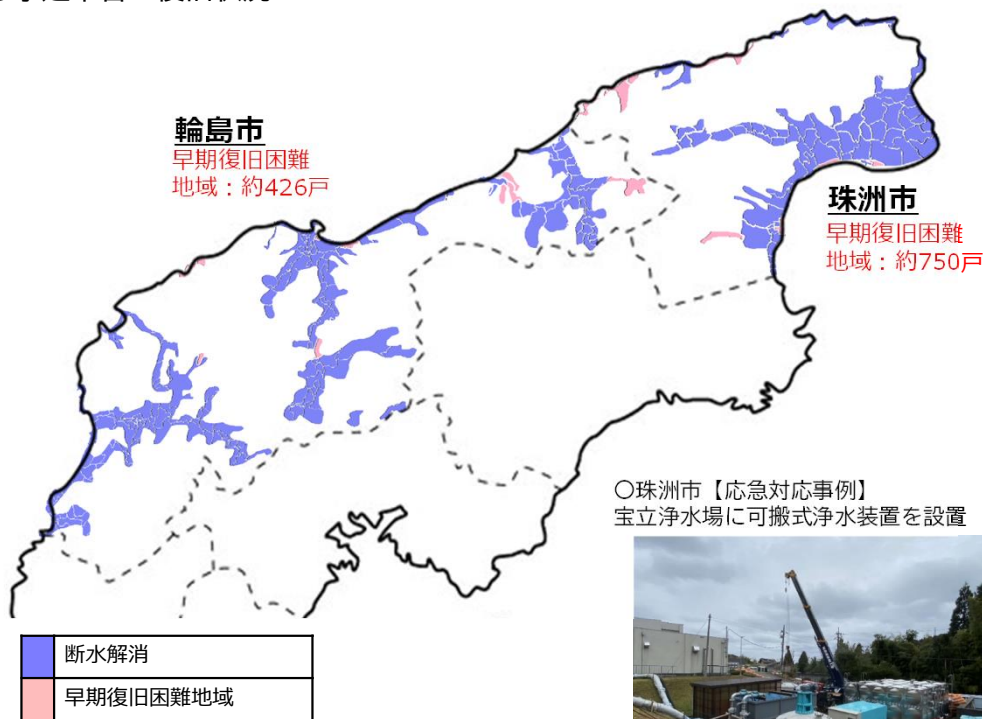 輪島市
早期復旧困難
地域：約426戸
珠洲市
早期復旧困難
地域：約750戸
○珠洲市【応急対応事例】
宝立浄水場に可搬式浄水装置を設置
断水解消
早期復旧困難地域